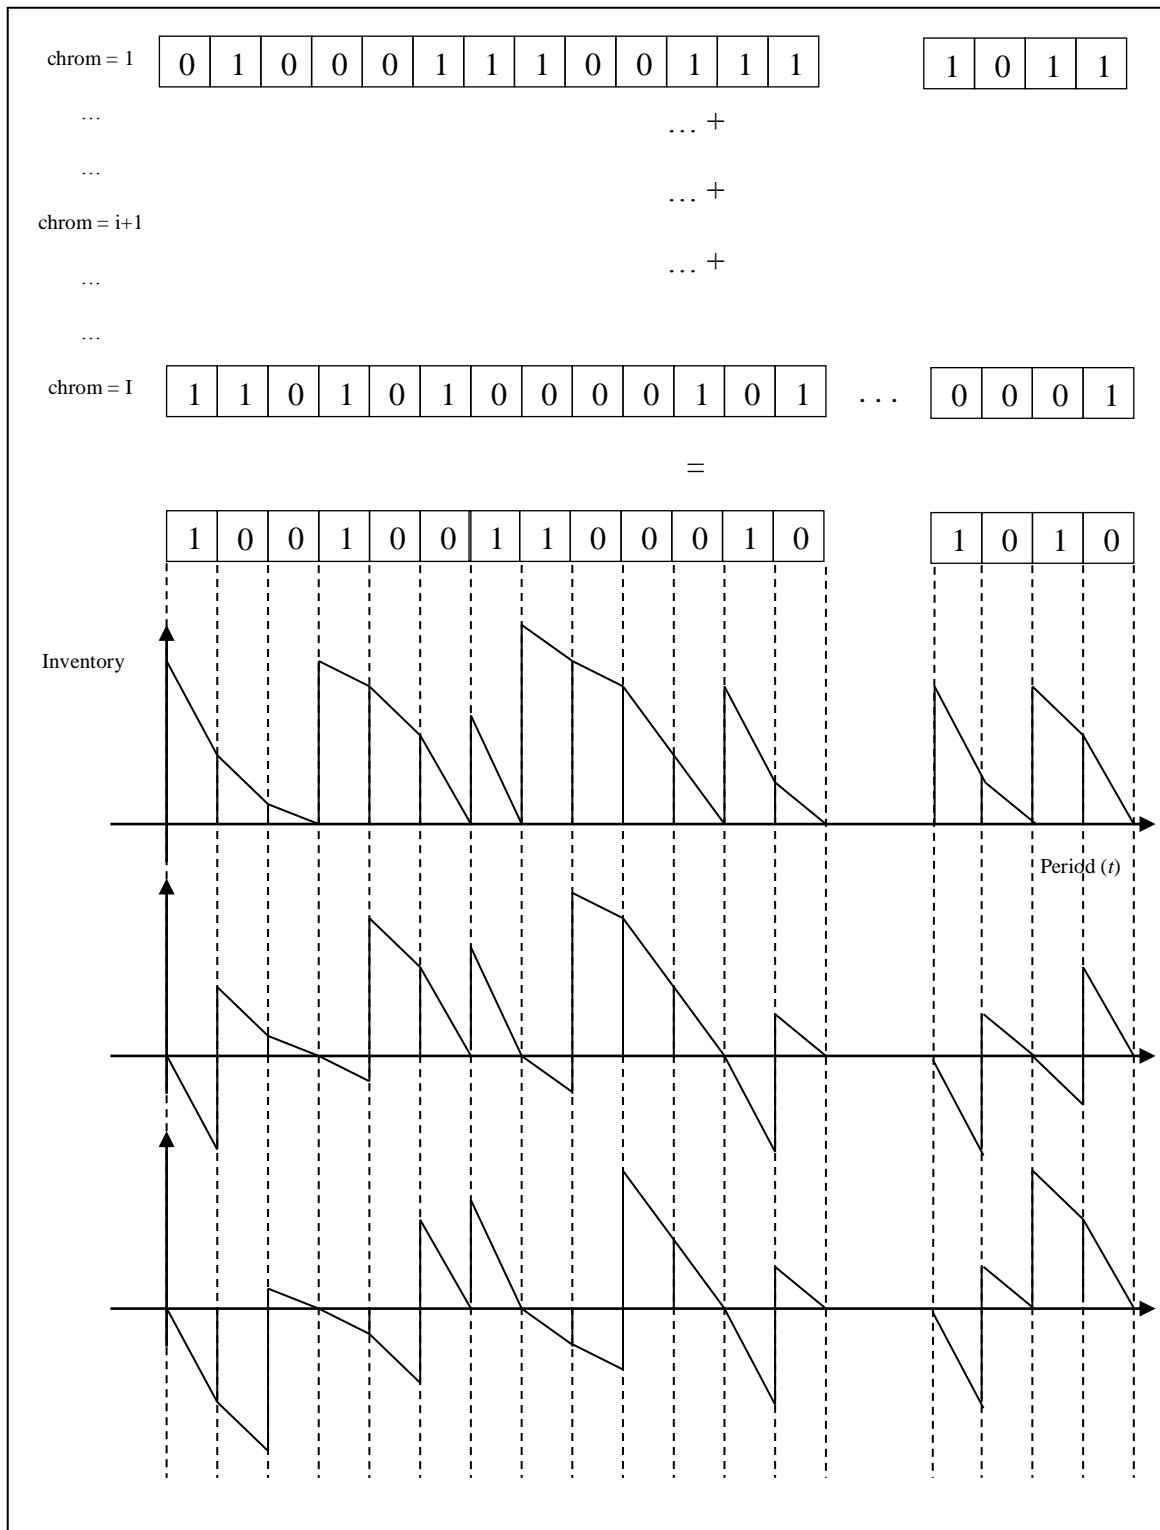 chrom = 1 0 1 0 0 0 1 1 1 0 0 1 1 1 1 0 1 1
… … +
… … +
chrom = i+1
… … +
…
chrom = I 1 1 0 1 0 1 0 0 0 0 1 0 1 ... 0 0 0 1
=
1 0 0 1 0 0 1 1 0 0 0 1 0 1 0 1 0
Inventory
Period (t)